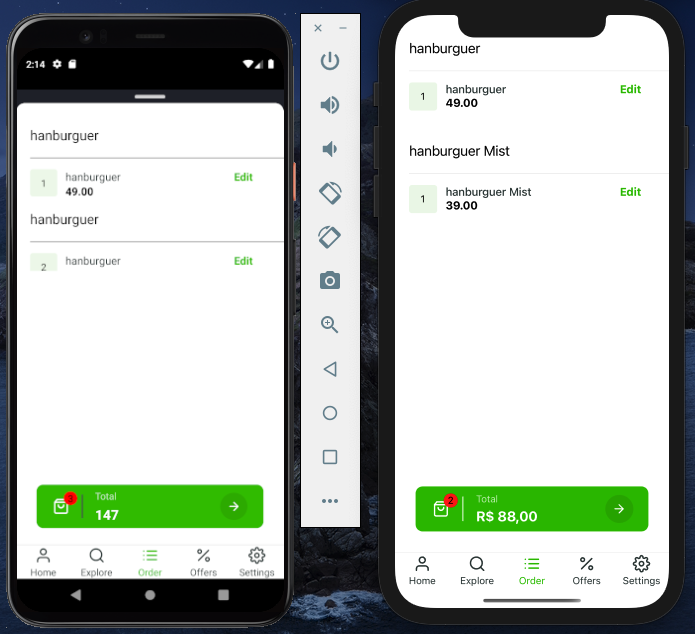 2:14
hanburguer
1
hanburguer
Edit
49.00
hanburguer
2
hanburguer
Edit
3
Total
147
Home
Explore
Order
Offers
Settings
hanburguer
1
hanburguer
Edit
49.00
hanburguer Mist
1
hanburguer Mist
Edit
39.00
2
Total
R$ 88,00
Home
Explore
Order
Offers
Settings